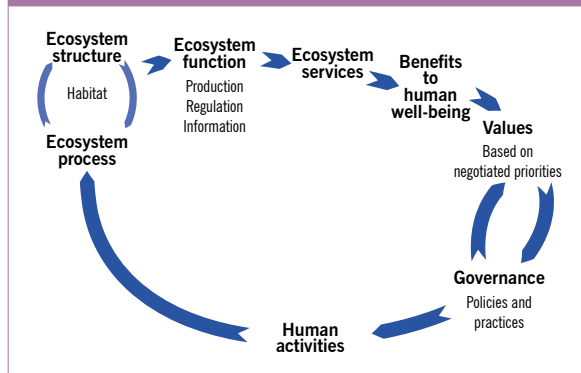 Ecosystem
structure
Habitat
Ecosystem
process
Ecosystem
function
Production
Regulation
Information
Ecosystem
services
Benefits
to
human
well-being
Values
Based on
negotiated priorities
Governance
Policies and
practices
Human
activities